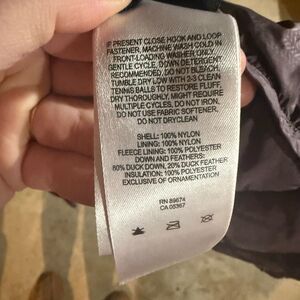 IF PRESENT CLOSE HOOK AND LOOP
FASTENER, MACHINE WASH COLD IN
FRONT-LOADING WASHER ONLY,
GENTLE CYCLE, DOWN DETERGENT
RECOMMENDED, DO NOT BLEACH,
TUMBLE DRY LOW WITH 2-3 CLEAN
TENNIS BALLS TO RESTORE FLUFF,
DRY THOROUGHLY, MIGHT REQUIRE
MULTIPLE CYCLES, DO NOT IRON,
DO NOT USE FABRIC SOFTENER,
DO NOT DRYCLEAN
SHELL: 100% NYLON
LINING: 100% NYLON
FLEECE LINING: 100% POLYESTER
DOWN AND FEATHERS:
80% DUCK DOWN, 20% DUCK FEATHER
INSULATION: 100% POLYESTER
EXCLUSIVE OF ORNAMENTATION
RN 89674
CA 05367